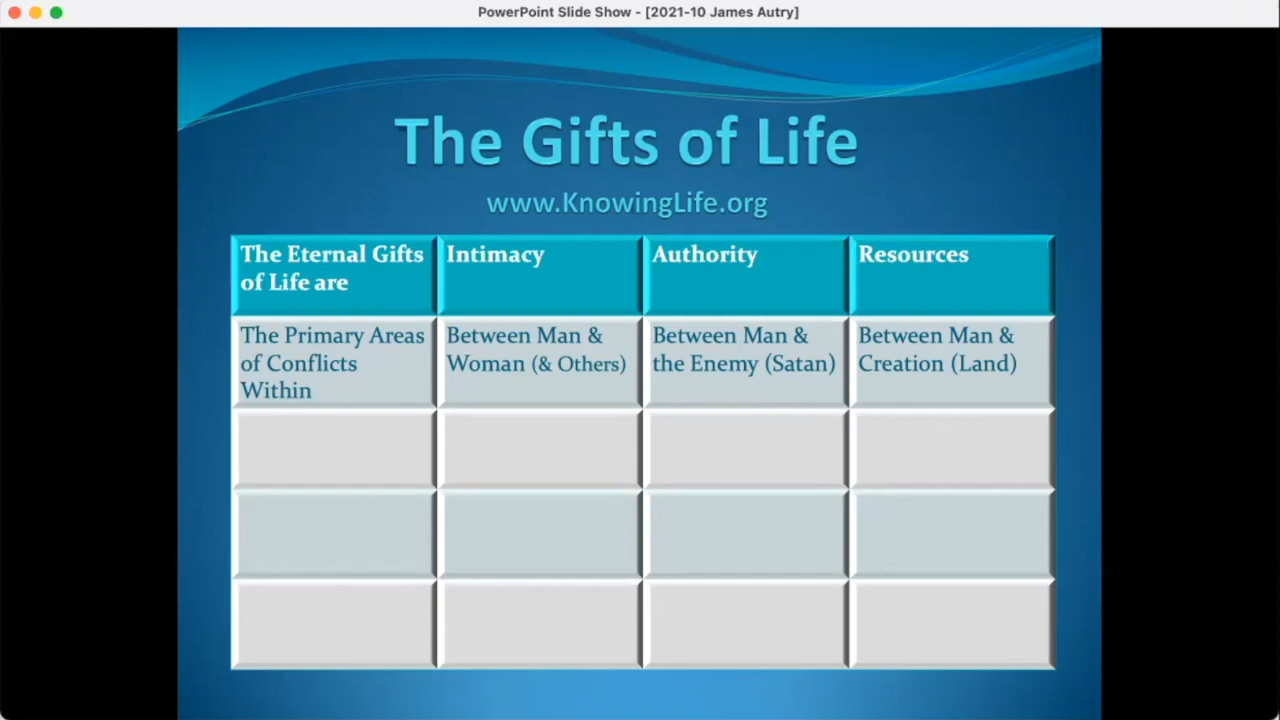 PowerPoint Slide Show - [2021-10 James Autry]
The Gifts of Life
www.KnowingLife.org
The Eternal Gifts
of Life are
Intimacy
Authority
Resources
The Primary Areas
of Conflicts
Within
Between Man &
Woman (& Others)
Between Man &
the Enemy (Satan)
Between Man &
Creation (Land)